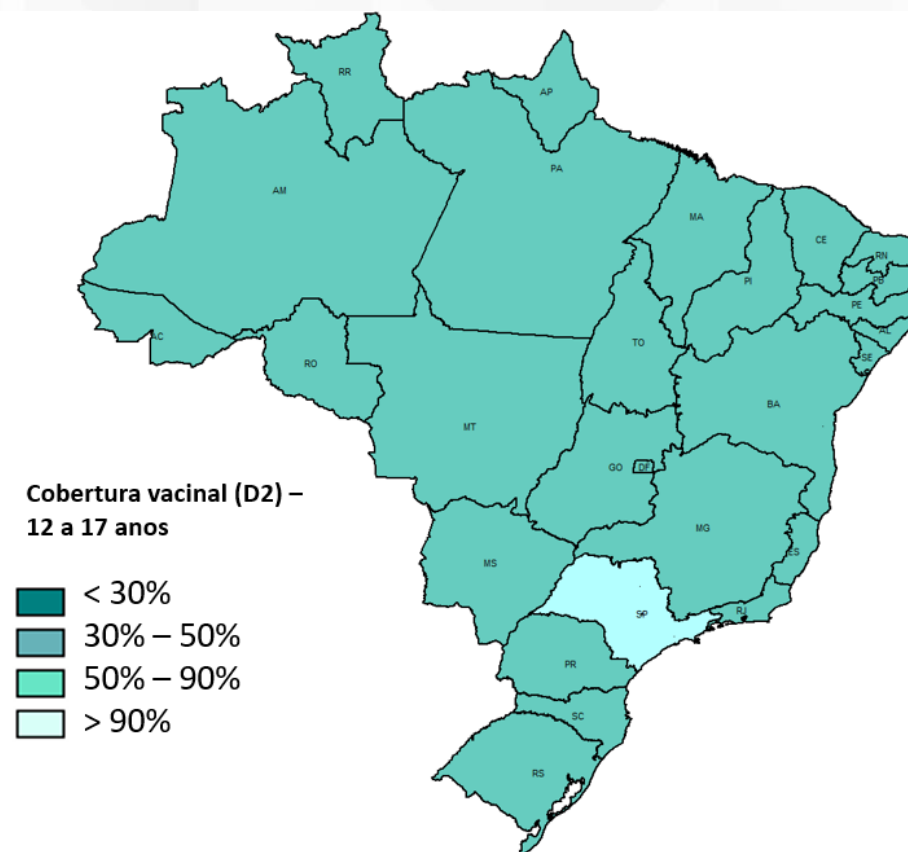 RR
AP
AM
PA
MA
CE
RN
PB
PI
PE
AL
AC
SE
RO
TO
BA
MT
GO
DF
Cobertura vacinal (D2) –
12 a 17 anos
MG
ES
MS
< 30%
SP
RJ
30% – 50%
PR
50% – 90%
SC
> 90%
RS